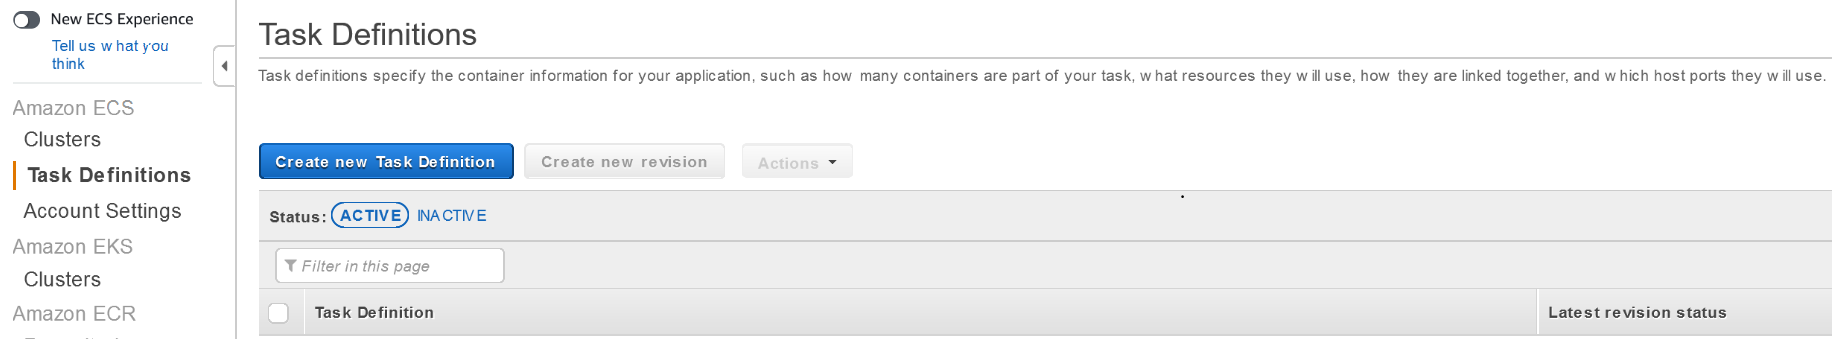 New ECS Experience
Tell us what you
think
Amazon ECS
Clusters
Task Definitions
Account Settings
Amazon EKS
Clusters
Amazon ECR
Task Definitions
Task definitions specify the container information for your application, such as how many containers are part of your task, what resources they will use, how they are linked together, and which host ports they will use.
Create new Task Definition Create new revision Actions
Status: ACTIVE INACTIVE
Filter in this page
Task Definition Latest revision status